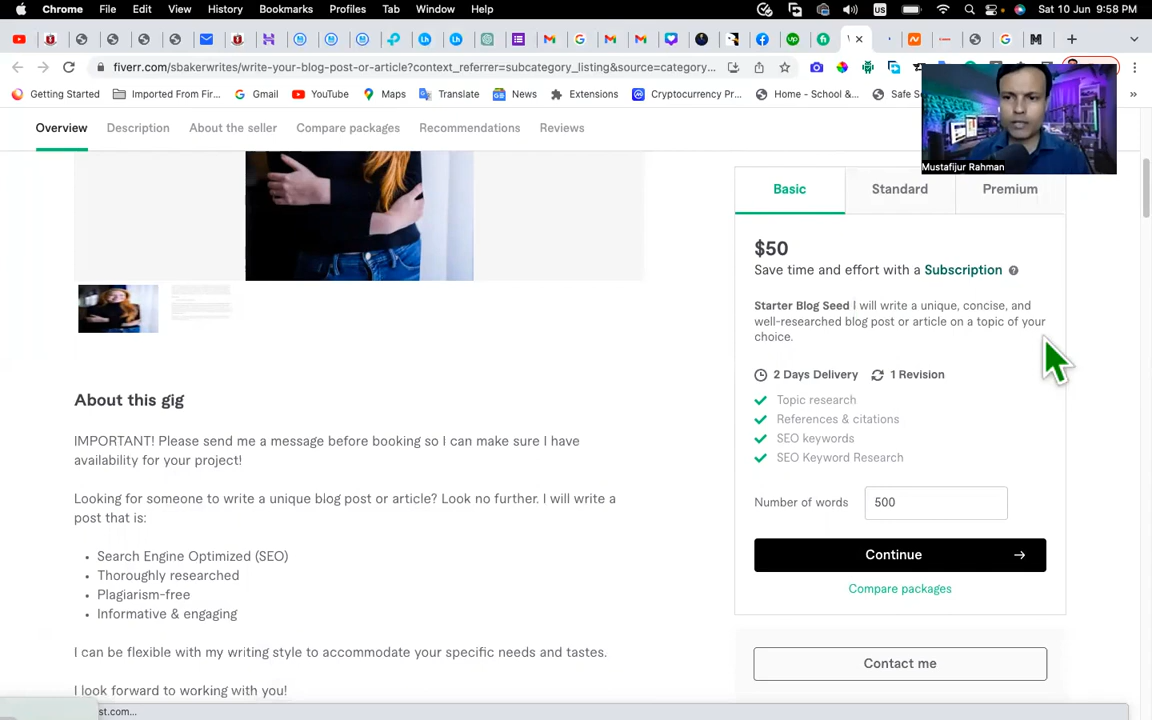 Chrome File Edit View History Bookmarks Profiles Tab Window Help
US
Sat 10 Jun 9:58 PM
fiverr.com/sbakerwrites/write-your-blog-post-or-article?context_referrer=subcategory_listing&source=category...
Getting Started
Imported From Fir...
Gmail
YouTube
Maps
Translate
News
Extensions
Cryptocurrency Pr...
Home - School &...
Safe S
Mustafijur Rahman
Overview
Description
About the seller
Compare packages
Recommendations
Reviews
Basic
Standard
Premium
$50
Save time and effort with a Subscription
Starter Blog Seed I will write a unique, concise, and
well-researched blog post or article on a topic of your
choice.
2 Days Delivery
1 Revision
Topic research
References & citations
SEO keywords
SEO Keyword Research
Number of words
500
Continue
Compare packages
Contact me
About this gig
IMPORTANT! Please send me a message before booking so I can make sure I have
availability for your project!
Looking for someone to write a unique blog post or article? Look no further. I will write a
post that is:
• Search Engine Optimized (SEO)
• Thoroughly researched
• Plagiarism-free
• Informative & engaging
I can be flexible with my writing style to accommodate your specific needs and tastes.
I look forward to working with you!
st.com...